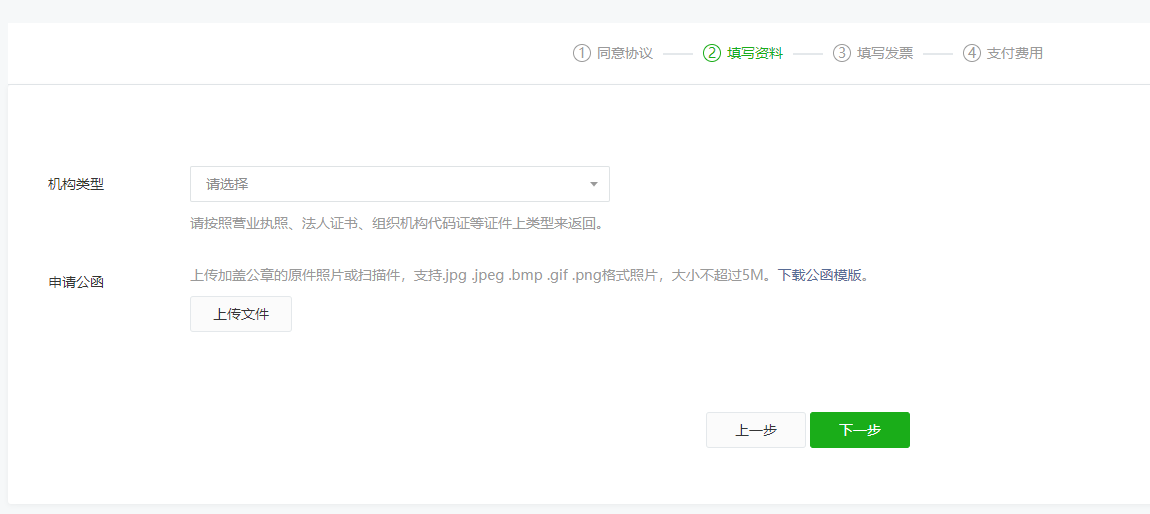 1 同意协议 2 填写资料 3 填写发票 4 支付费用
机构类型 请选择
请按照营业执照、法人证书、组织机构代码证等证件上类型来返回。
申请公函 上传加盖公章的原件照片或扫描件，支持.jpg .jpeg .bmp .gif .png格式照片，大小不超过5M。下载公函模版。
上传文件
上一步 下一步